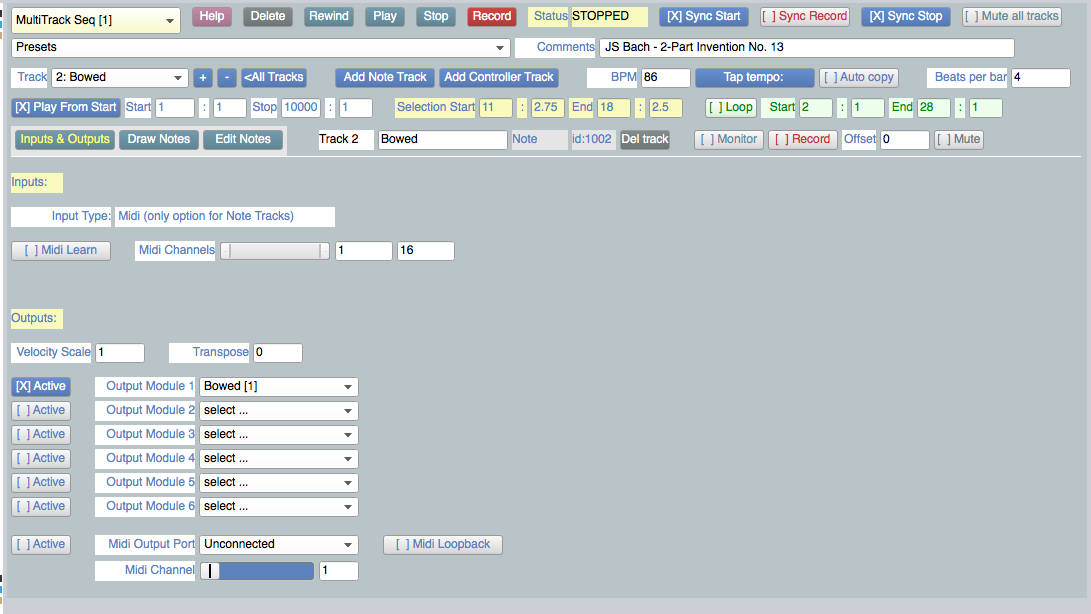 MultiTrack Seq [1] Help Delete Rewind Play Stop Record Status STOPPED [X] Sync Start [ ] Sync Record [X] Sync Stop [ ] Mute all tracks
Presets Comments JS Bach - 2-Part Invention No. 13
Track 2: Bowed + - <All Tracks Add Note Track Add Controller Track BPM 86 Tap tempo: [ ] Auto copy Beats per bar 4
[X] Play From Start Start 1 : 1 Stop 10000 : 1 Selection Start 11 : 2.75 End 18 : 2.5 [ ] Loop Start 2 : 1 End 28 : 1
Inputs & Outputs Draw Notes Edit Notes Track 2 Bowed Note id:1002 Del track [ ] Monitor [ ] Record Offset 0 [ ] Mute
Inputs:
Input Type: Midi (only option for Note Tracks)
[ ] Midi Learn Midi Channels 1 16
Outputs:
Velocity Scale 1 Transpose 0
[X] Active Output Module 1 Bowed [1]
[ ] Active Output Module 2 select ...
[ ] Active Output Module 3 select ...
[ ] Active Output Module 4 select ...
[ ] Active Output Module 5 select ...
[ ] Active Output Module 6 select ...
[ ] Active Midi Output Port Unconnected [ ] Midi Loopback
Midi Channel 1